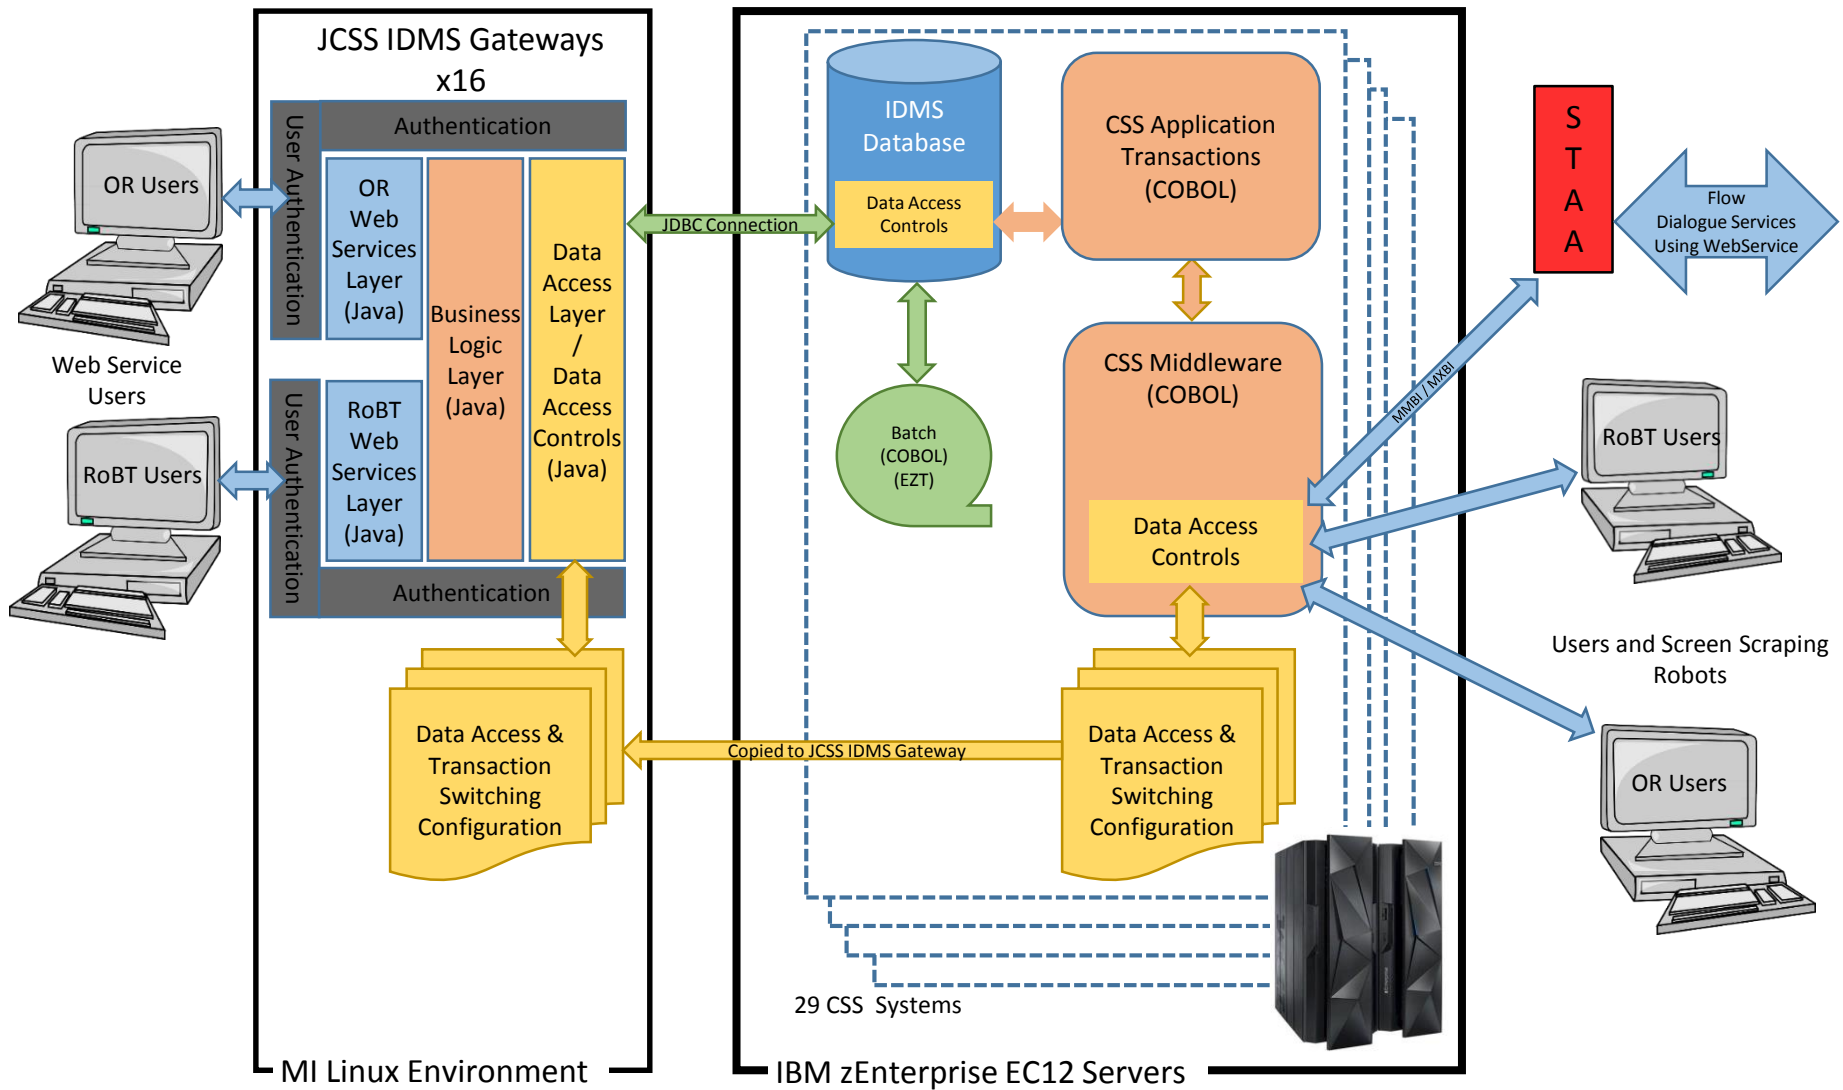 JCSS IDMS Gateways
x16
User Authentication
Authentication
OR Users
OR
Web
Services
Layer
(Java)
Business
Logic
Layer
(Java)
Data
Access
Layer
/
Data
Access
Controls
(Java)
Web Service
Users
RoBT Users
User Authentication
RoBT
Web
Services
Layer
(Java)
Authentication
Data Access &
Transaction
Switching
Configuration
MI Linux Environment
JDBC Connection
Copied to JCSS IDMS Gateway
IDMS
Database
Data Access
Controls
CSS Application
Transactions
(COBOL)
Batch
(COBOL)
(EZT)
CSS Middleware
(COBOL)
Data Access
Controls
Data Access &
Transaction
Switching
Configuration
29 CSS Systems
IBM zEnterprise EC12 Servers
MMBI / MXBI
S
T
A
A
Flow
Dialogue Services
Using WebService
RoBT Users
Users and Screen Scraping
Robots
OR Users